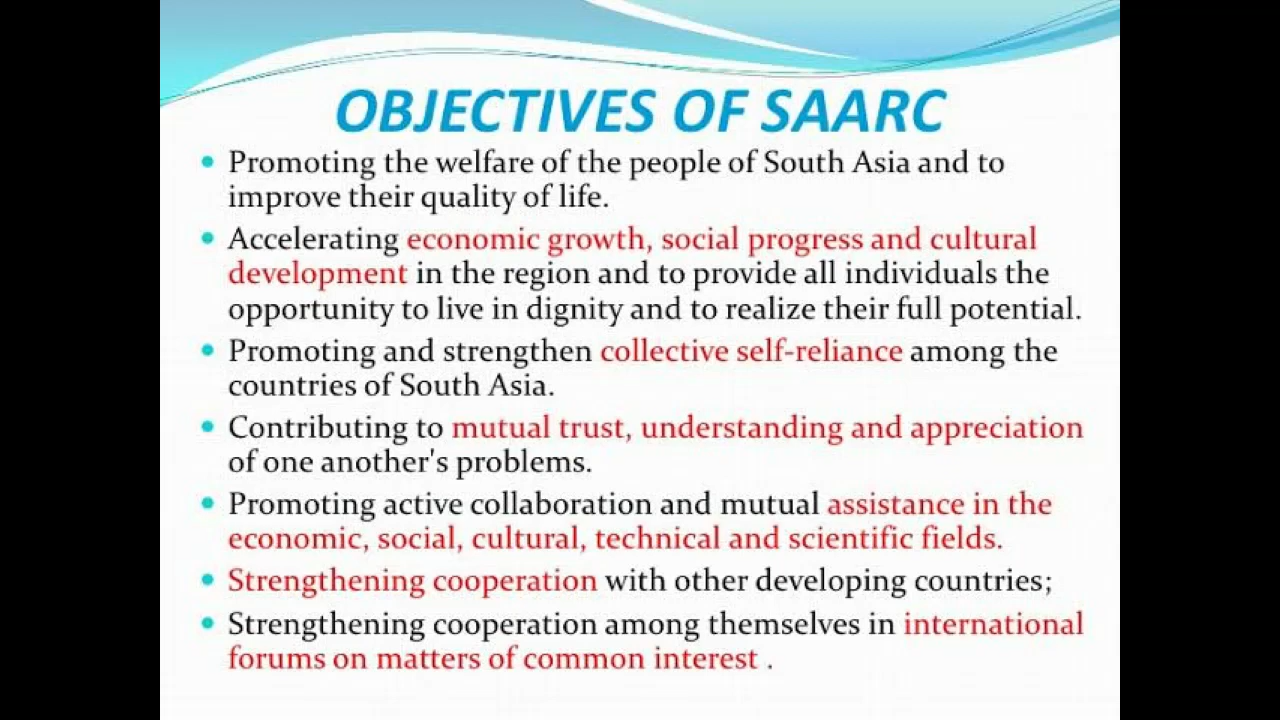 OBJECTIVES OF SAARC
• Promoting the welfare of the people of South Asia and to
improve their quality of life.
• Accelerating economic growth, social progress and cultural
development in the region and to provide all individuals the
opportunity to live in dignity and to realize their full potential.
• Promoting and strengthen collective self-reliance among the
countries of South Asia.
• Contributing to mutual trust, understanding and appreciation
of one another's problems.
• Promoting active collaboration and mutual assistance in the
economic, social, cultural, technical and scientific fields.
• Strengthening cooperation with other developing countries;
• Strengthening cooperation among themselves in international
forums on matters of common interest .